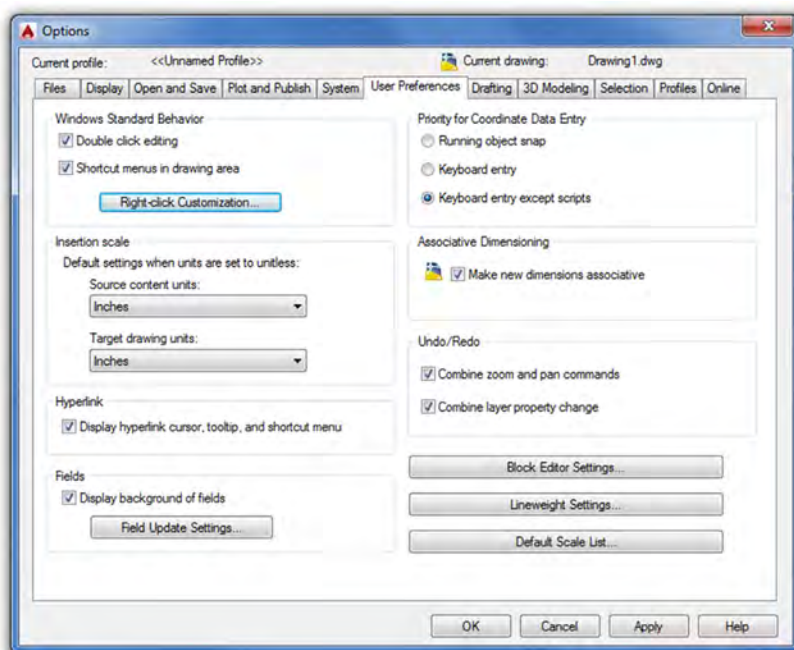 Options
Current profile: <<Unnamed Profile>> Current drawing: Drawing1.dwg
Files Display Open and Save Plot and Publish System User Preferences Drafting 3D Modeling Selection Profiles Online
Windows Standard Behavior
Double click editing
Shortcut menus in drawing area
Right-click Customization...
Insertion scale
Default settings when units are set to unitless:
Source content units:
Inches
Target drawing units:
Inches
Hyperlink
Display hyperlink cursor, tooltip, and shortcut menu
Fields
Display background of fields
Field Update Settings...
Priority for Coordinate Data Entry
Running object snap
Keyboard entry
Keyboard entry except scripts
Associative Dimensioning
Make new dimensions associative
Undo/Redo
Combine zoom and pan commands
Combine layer property change
Block Editor Settings...
Lineweight Settings...
Default Scale List...
OK Cancel Apply Help